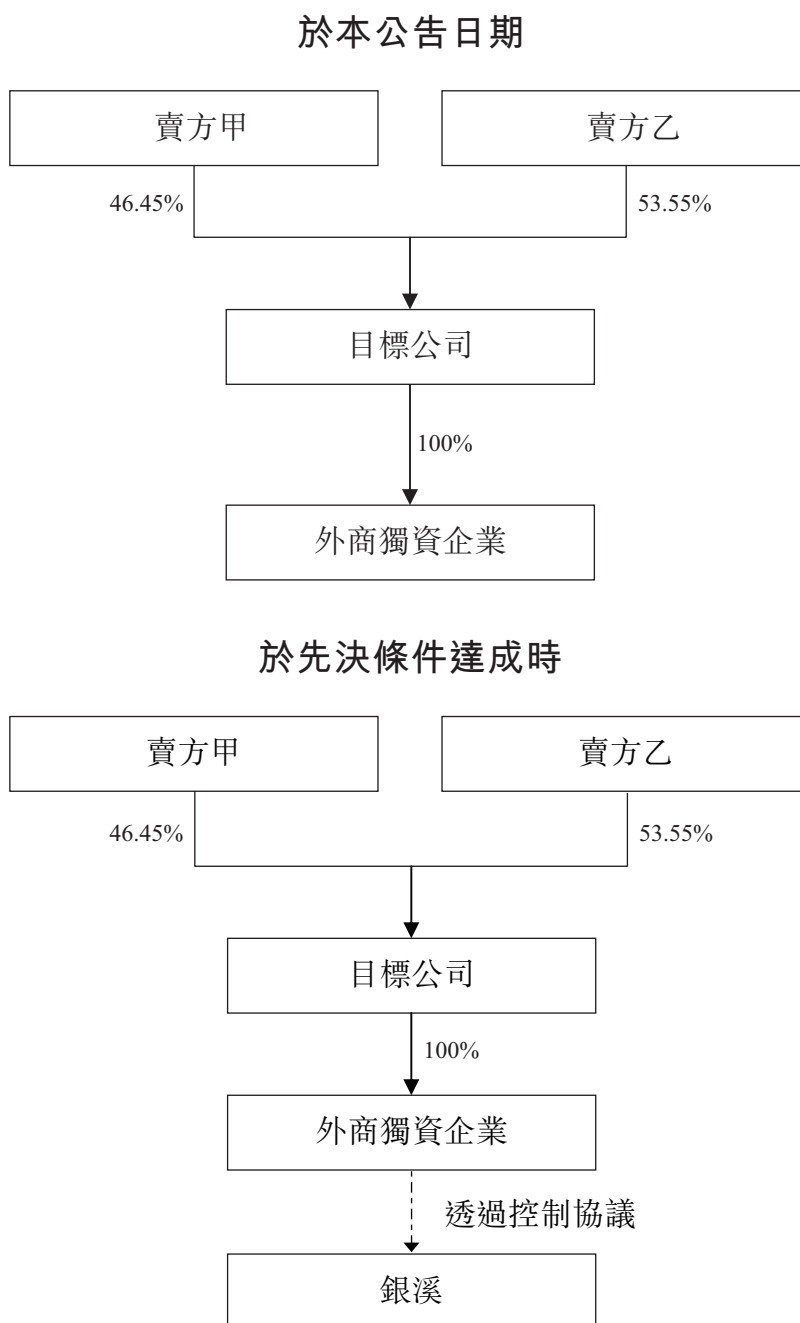 於本公告日期
賣方甲
賣方乙
46.45%
53.55%
目標公司
100%
外商獨資企業
於先決條件達成時
賣方甲
賣方乙
46.45%
53.55%
目標公司
100%
外商獨資企業
透過控制協議
銀溪